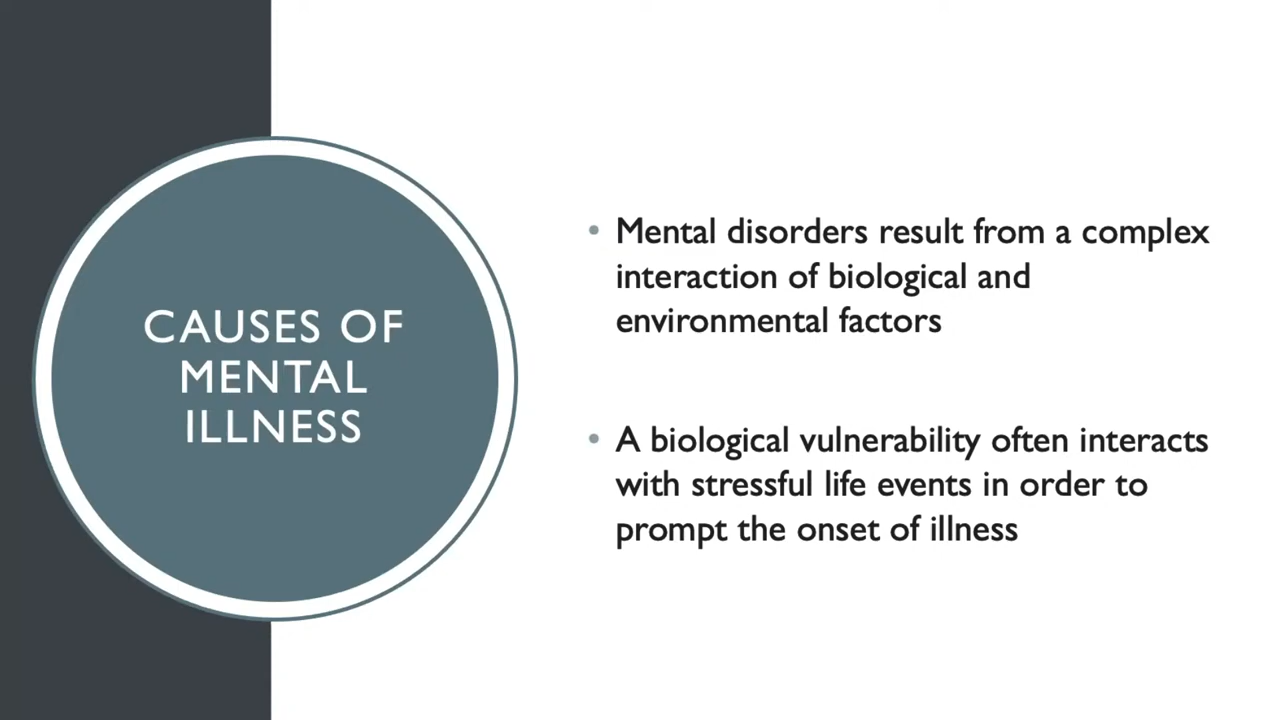 CAUSES OF
MENTAL
ILLNESS
• Mental disorders result from a complex
interaction of biological and
environmental factors
• A biological vulnerability often interacts
with stressful life events in order to
prompt the onset of illness